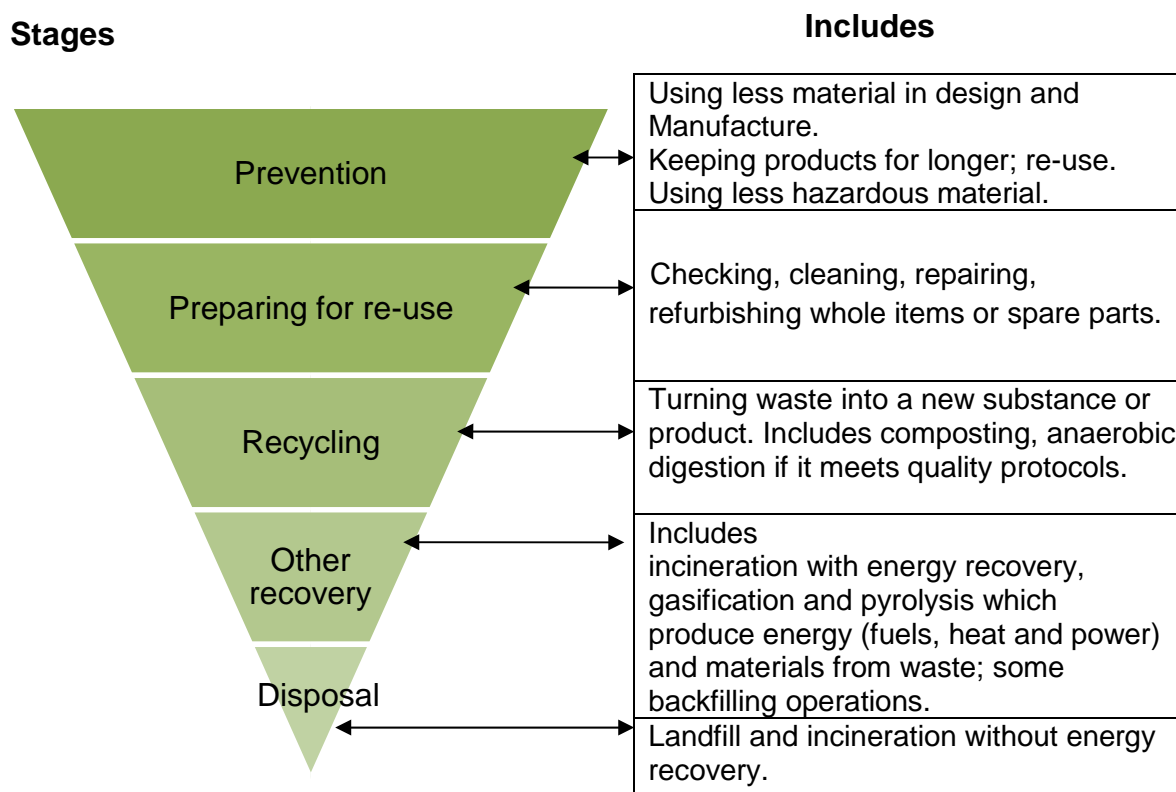 Stages
Includes
Prevention
Using less material in design and
Manufacture.
Keeping products for longer; re-use.
Using less hazardous material.
Preparing for re-use
Checking, cleaning, repairing,
refurbishing whole items or spare parts.
Recycling
Turning waste into a new substance or
product. Includes composting, anaerobic
digestion if it meets quality protocols.
Other
recovery
Includes
incineration with energy recovery,
gasification and pyrolysis which
produce energy (fuels, heat and power)
and materials from waste; some
backfilling operations.
Disposal
Landfill and incineration without energy
recovery.